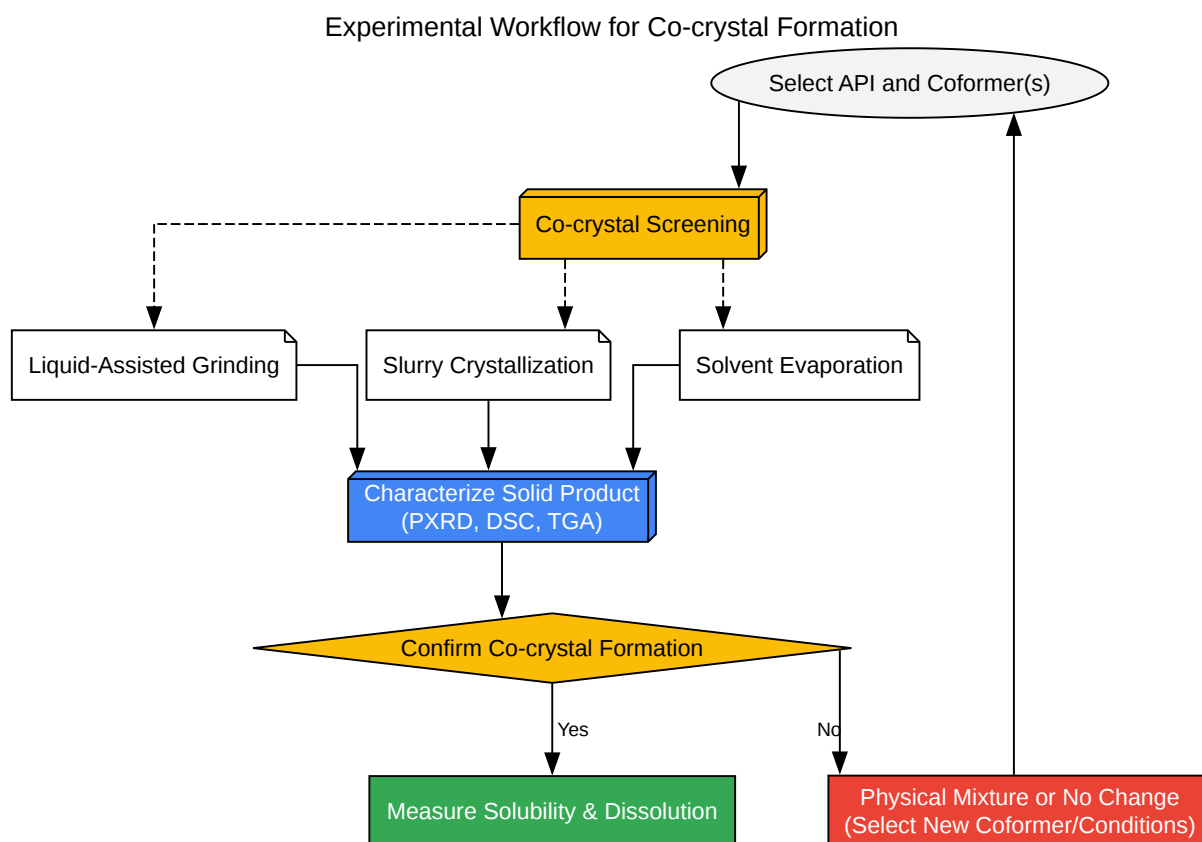 Experimental Workflow for Co-crystal Formation
Select API and Coformer(s)
Co-crystal Screening
Liquid-Assisted Grinding
Slurry Crystallization
Solvent Evaporation
Characterize Solid Product
(PXRD, DSC, TGA)
Confirm Co-crystal Formation
Yes
No
Measure Solubility & Dissolution
Physical Mixture or No Change
(Select New Coformer/Conditions)